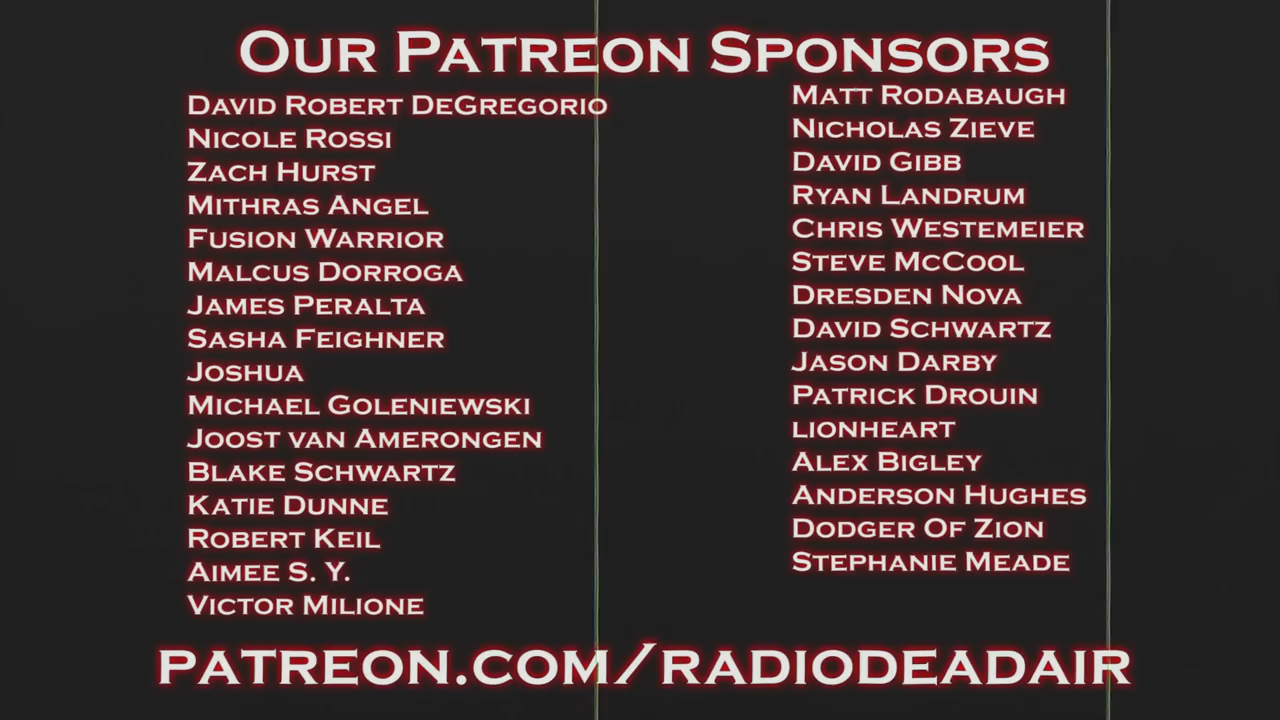 Our Patreon Sponsors
David Robert DeGregorio
Nicole Rossi
Zach Hurst
Mithras Angel
Fusion Warrior
Malcus Dorroga
James Peralta
Sasha Feighner
Joshua
Michael Goleniewski
Joost van Amerongen
Blake Schwartz
Katie Dunne
Robert Keil
Aimee S. Y.
Victor Milione
Matt Rodabaugh
Nicholas Zieve
David Gibb
Ryan Landrum
Chris Westemeier
Steve McCool
Dresden Nova
David Schwartz
Jason Darby
Patrick Drouin
lionheart
Alex Bigley
Anderson Hughes
Dodger Of Zion
Stephanie Meade
patreon.com/radiodeadair